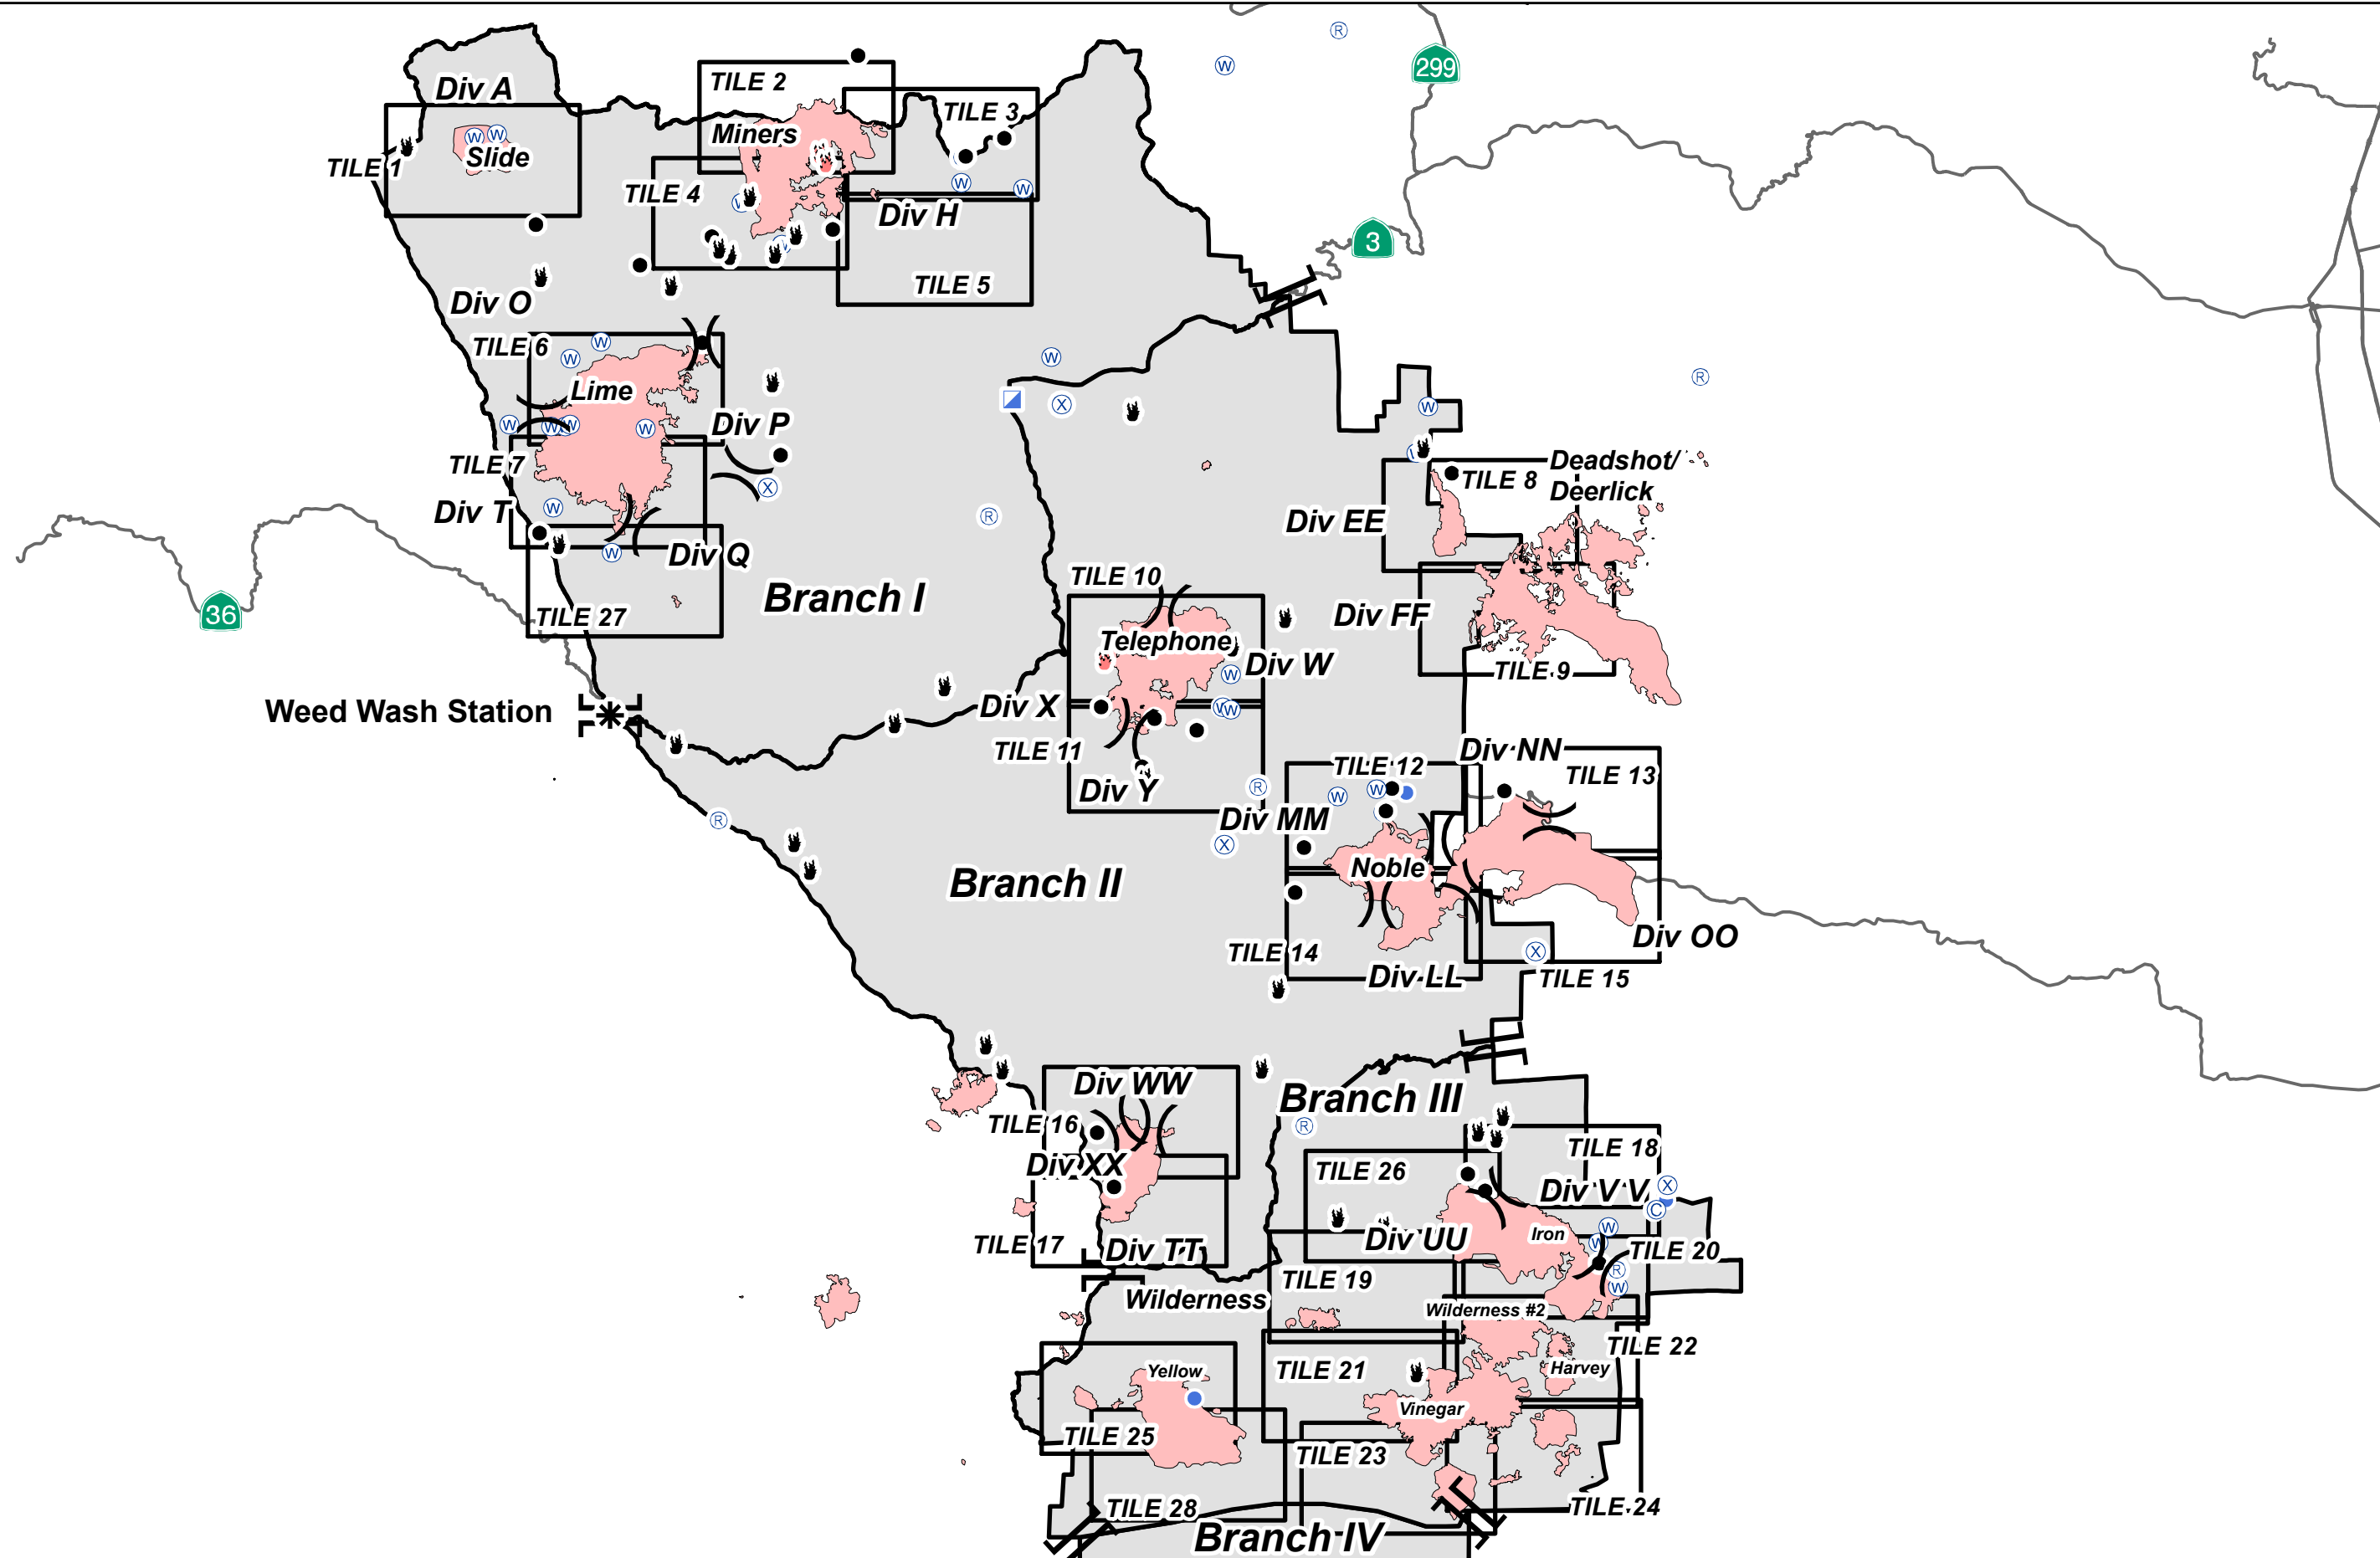 299
Div A
TILE 2
TILE 3
Miners
Slide
TILE 1
TILE 4
Div H
3
TILE 5
Div O
TILE 6
Lime
Div P
TILE 7
Deadshot/
Deerlick
TILE 8
Div T
Div EE
Div Q
TILE 10
Branch I
36
TILE 27
Div FF
Telephone
Div W
TILE 9
Weed Wash Station
Div X
TILE 11
Div NN
TILE 12
TILE 13
Div Y
Div MM
Noble
Branch II
Div OO
TILE 14
Div LL
TILE 15
Div WW
Branch III
TILE 16
TILE 18
Div XX
TILE 26
Div V V
Iron
Div UU
TILE 17
Div TT
TILE 20
TILE 19
Wilderness
Wilderness #2
TILE 22
Yellow
TILE 21
Harvey
Vinegar
TILE 25
TILE 23
TILE 28
TILE 24
Branch IV
W
R
W
W
W
W
W
W
W
W
W
W
X
W
R
W
W
W
W
W
X
W
R
W
W
W
R
W
W
W
X
R
X
R
X
C
W
W
R
W